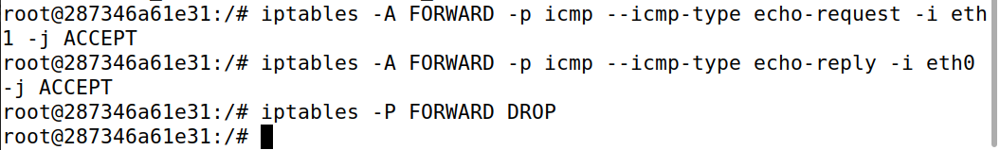 root@287346a61e31:/# iptables -A FORWARD -p icmp --icmp-type echo-request -i eth
1 -j ACCEPT
root@287346a61e31:/# iptables -A FORWARD -p icmp --icmp-type echo-reply -i eth0
-j ACCEPT
root@287346a61e31:/# iptables -P FORWARD DROP
root@287346a61e31:/#